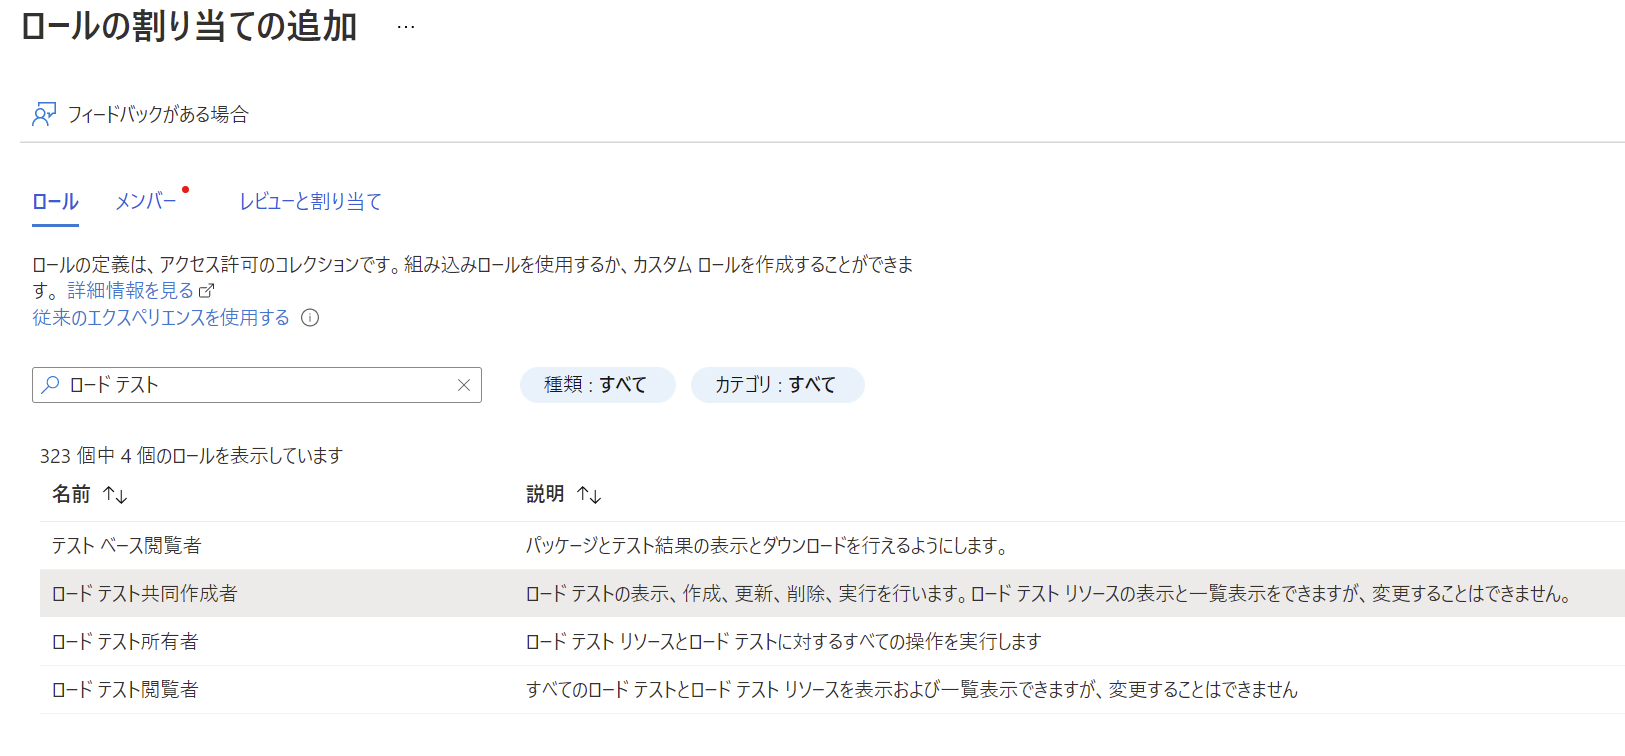 ロールの割り当ての追加 …
フィードバックがある場合
ロール メンバー レビューと割り当て
ロールの定義は、アクセス許可のコレクションです。組み込みロールを使用するか、カスタム ロールを作成することができま
す。 詳細情報を見る
従来のエクスペリエンスを使用する
ロード テスト 種類 : すべて カテゴリ : すべて
323 個中 4 個のロールを表示しています
名前 ↑↓ 説明 ↑↓
テスト ベース閲覧者 パッケージとテスト結果の表示とダウンロードを行えるようにします。
ロード テスト共同作成者 ロード テストの表示、作成、更新、削除、実行を行います。ロード テスト リソースの表示と一覧表示をできますが、変更することはできません。
ロード テスト所有者 ロード テスト リソースとロード テストに対するすべての操作を実行します
ロード テスト閲覧者 すべてのロード テストとロード テスト リソースを表示および一覧表示できますが、変更することはできません